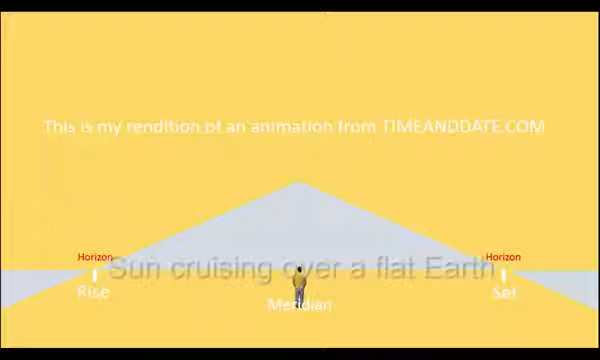 This is my rendition of an animation from TIMEANDDATE.COM
Horizon
Horizon
Sun cruising over a flat Earth
Rise
Set
Meridian